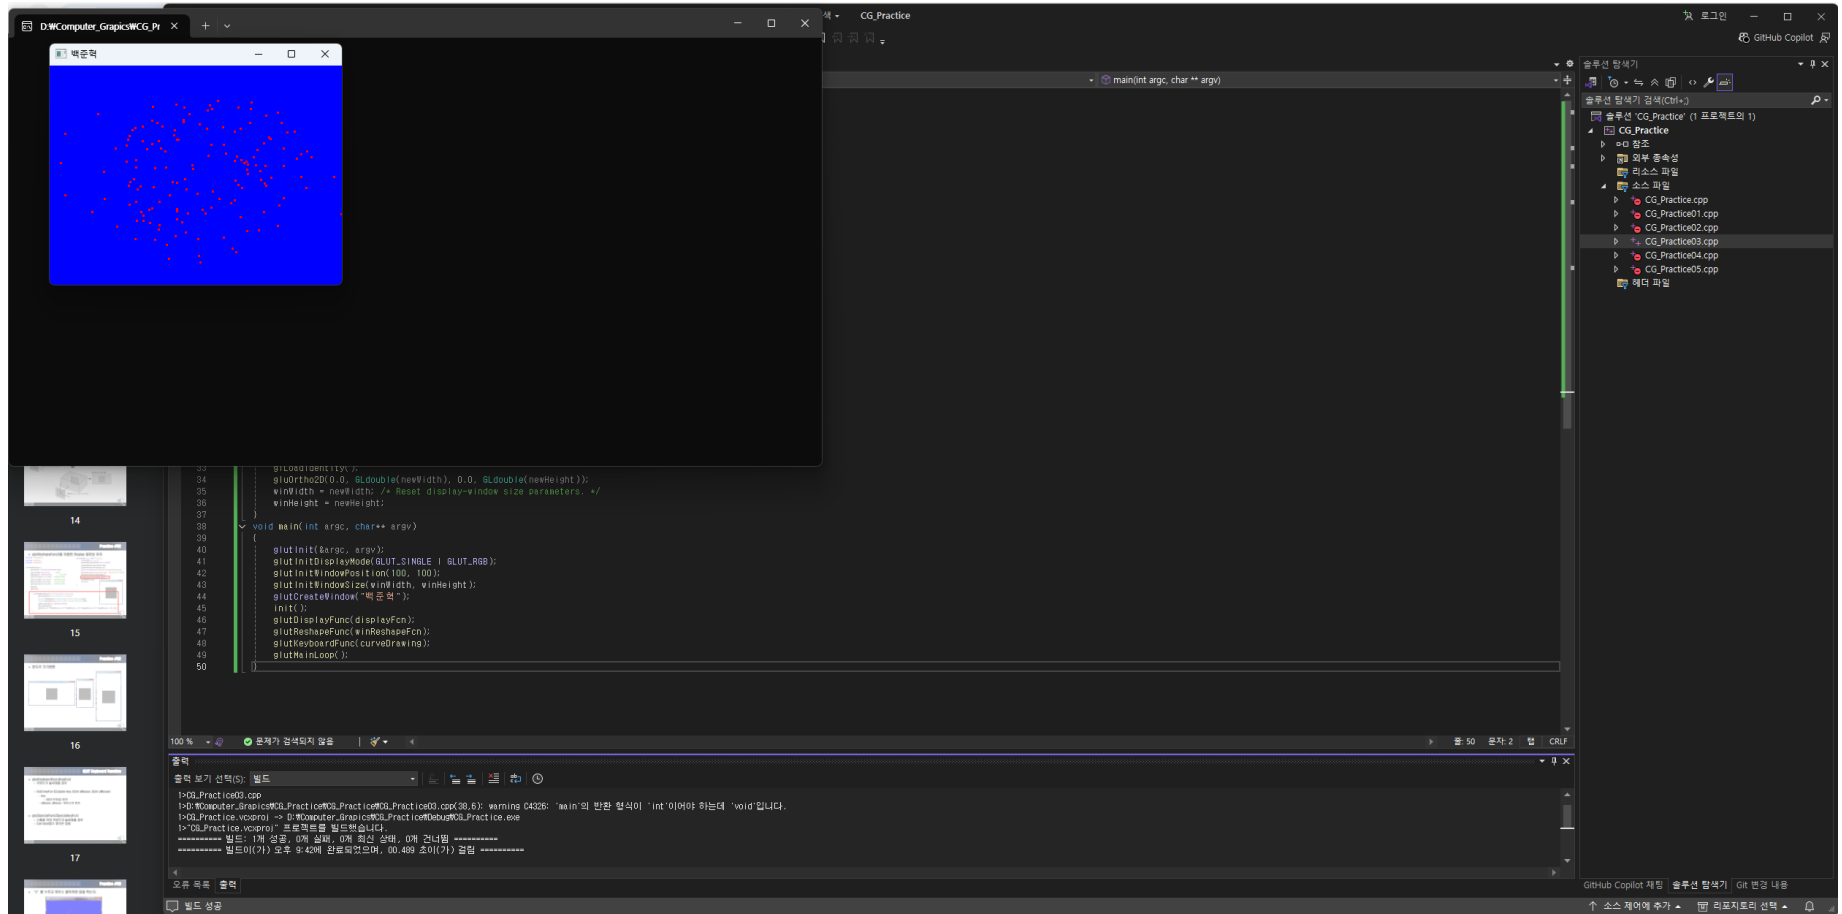 D:₩Computer_Grapics₩CG_Pr
백준혁
색
CG_Practice
로그인
GitHub Copilot
main(int argc, char ** argv)
솔루션 탐색기
솔루션 탐색기 검색(Ctrl+;)
솔루션 'CG_Practice' (1 프로젝트의 1)
CG_Practice
참조
외부 종속성
리소스 파일
소스 파일
CG_Practice.cpp
CG_Practice01.cpp
CG_Practice02.cpp
CG_Practice03.cpp
CG_Practice04.cpp
CG_Practice05.cpp
헤더 파일
33 glLoadIdentity();
34 gluOrtho2D(0.0, GLdouble(newWidth), 0.0, GLdouble(newHeight));
35 winWidth = newWidth; /* Reset display-window size parameters. */
36 winHeight = newHeight;
37 }
38 void main(int argc, char** argv)
39 {
40 glutInit(&argc, argv);
41 glutInitDisplayMode(GLUT_SINGLE | GLUT_RGB);
42 glutInitWindowPosition(100, 100);
43 glutInitWindowSize(winWidth, winHeight);
44 glutCreateWindow("백준혁");
45 init();
46 glutDisplayFunc(displayFcn);
47 glutReshapeFunc(winReshapeFcn);
48 glutKeyboardFunc(curveDrawing);
49 glutMainLoop();
50 }
14
15
16
17
100 %
문제가 검색되지 않음
줄: 50 문자: 2 탭 CRLF
출력
출력 보기 선택(S): 빌드
1>CG_Practice03.cpp
1>D:₩Computer_Grapics₩CG_Practice₩CG_Practice₩CG_Practice03.cpp(38,6): warning C4326: 'main'의 반환 형식이 'int'이어야 하는데 'void'입니다.
1>CG_Practice.vcxproj -> D:₩Computer_Grapics₩CG_Practice₩Debug₩CG_Practice.exe
1>"CG_Practice.vcxproj" 프로젝트를 빌드했습니다.
========== 빌드: 1개 성공, 0개 실패, 0개 최신 상태, 0개 건너뜀 ==========
========== 빌드이(가) 오후 9:42에 완료되었으며, 00.489 초이(가) 걸림 ==========
오류 목록 출력
GitHub Copilot 채팅 솔루션 탐색기 Git 변경 내용
빌드 성공
소스 제어에 추가 리포지토리 선택